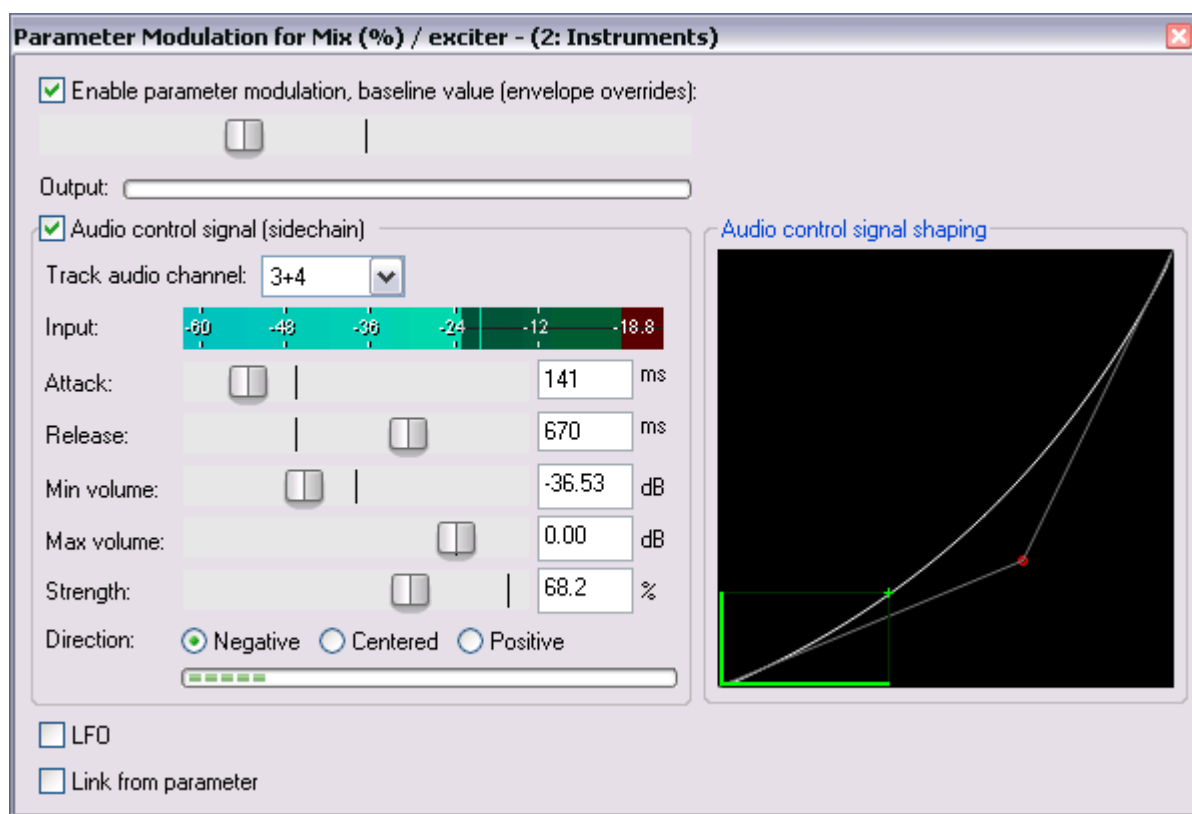 Parameter Modulation for Mix (%) / exciter - (2: Instruments)
Enable parameter modulation, baseline value (envelope overrides):
Output:
Audio control signal (sidechain)
Audio control signal shaping
Track audio channel: 3+4
Input: -60 -48 -36 -24 -12 -18.8
Attack: 141 ms
Release: 670 ms
Min volume: -36.53 dB
Max volume: 0.00 dB
Strength: 68.2 %
Direction: Negative Centered Positive
LFO
Link from parameter